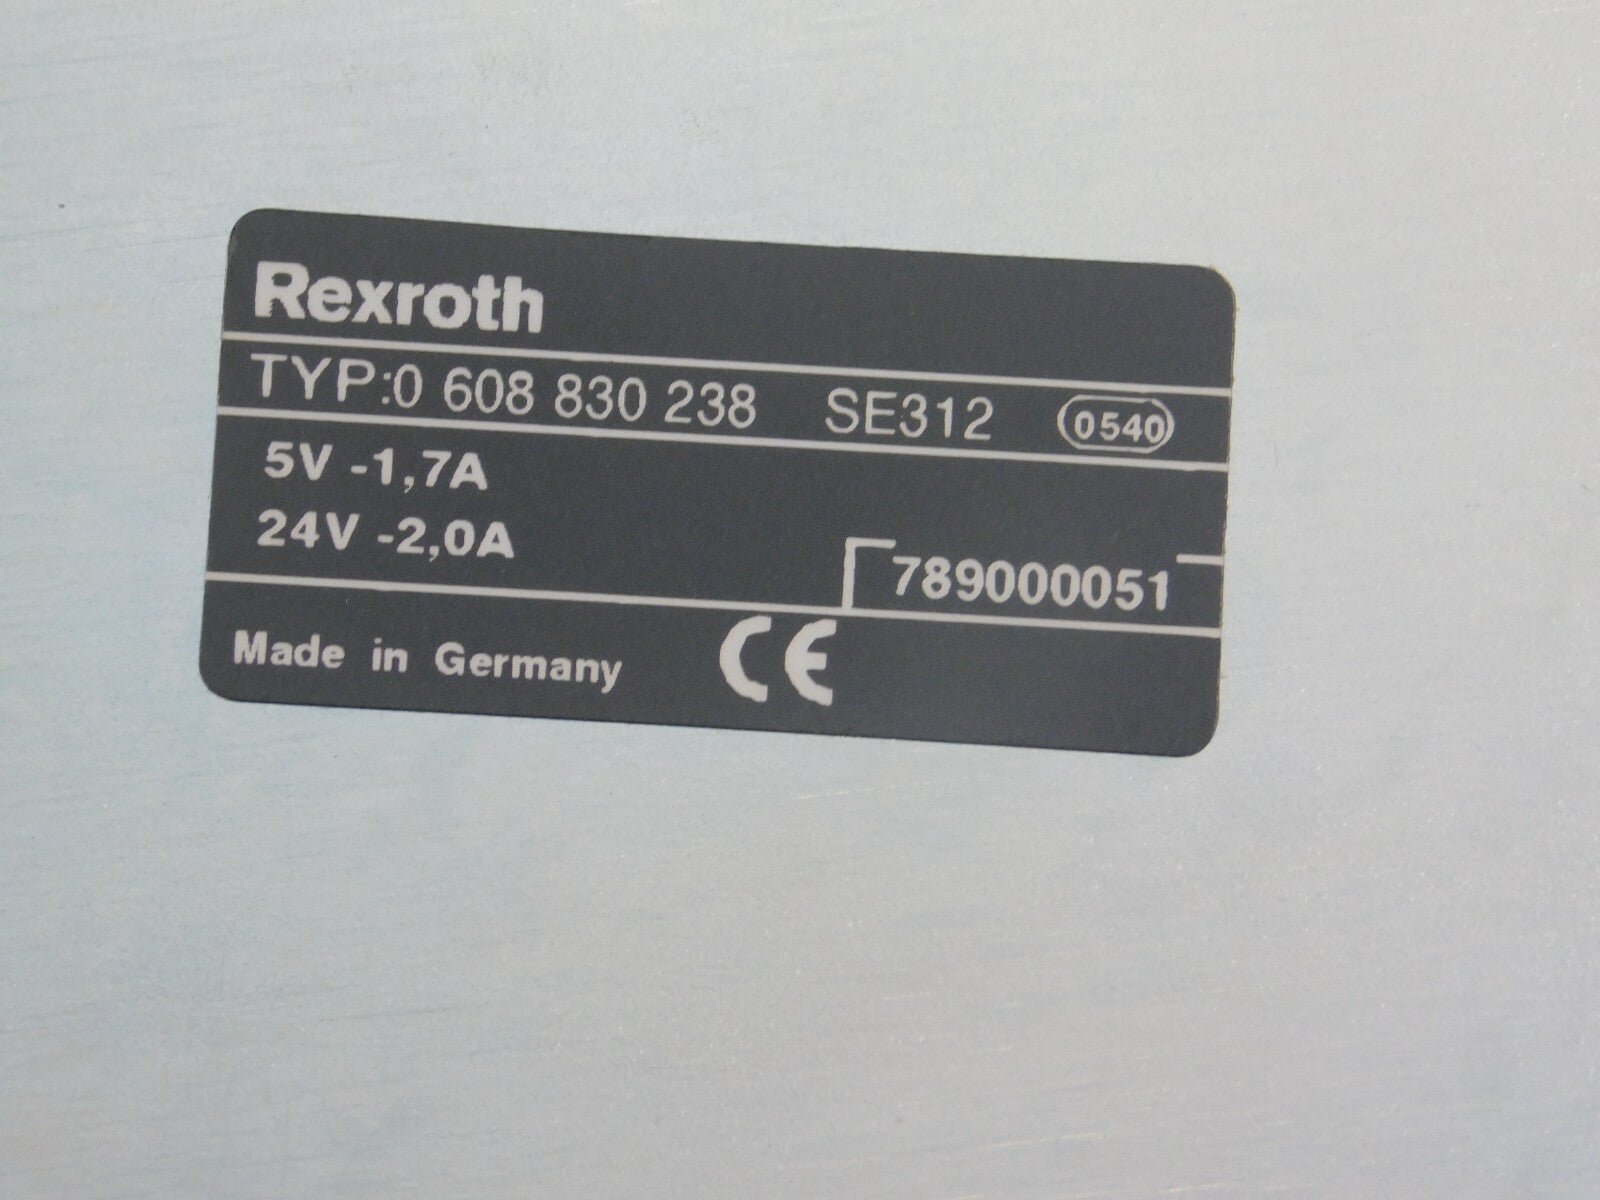 Rexroth
TYP:0 608 830 238 SE312 0540
5V -1,7A
24V -2,0A
789000051
Made in Germany CE